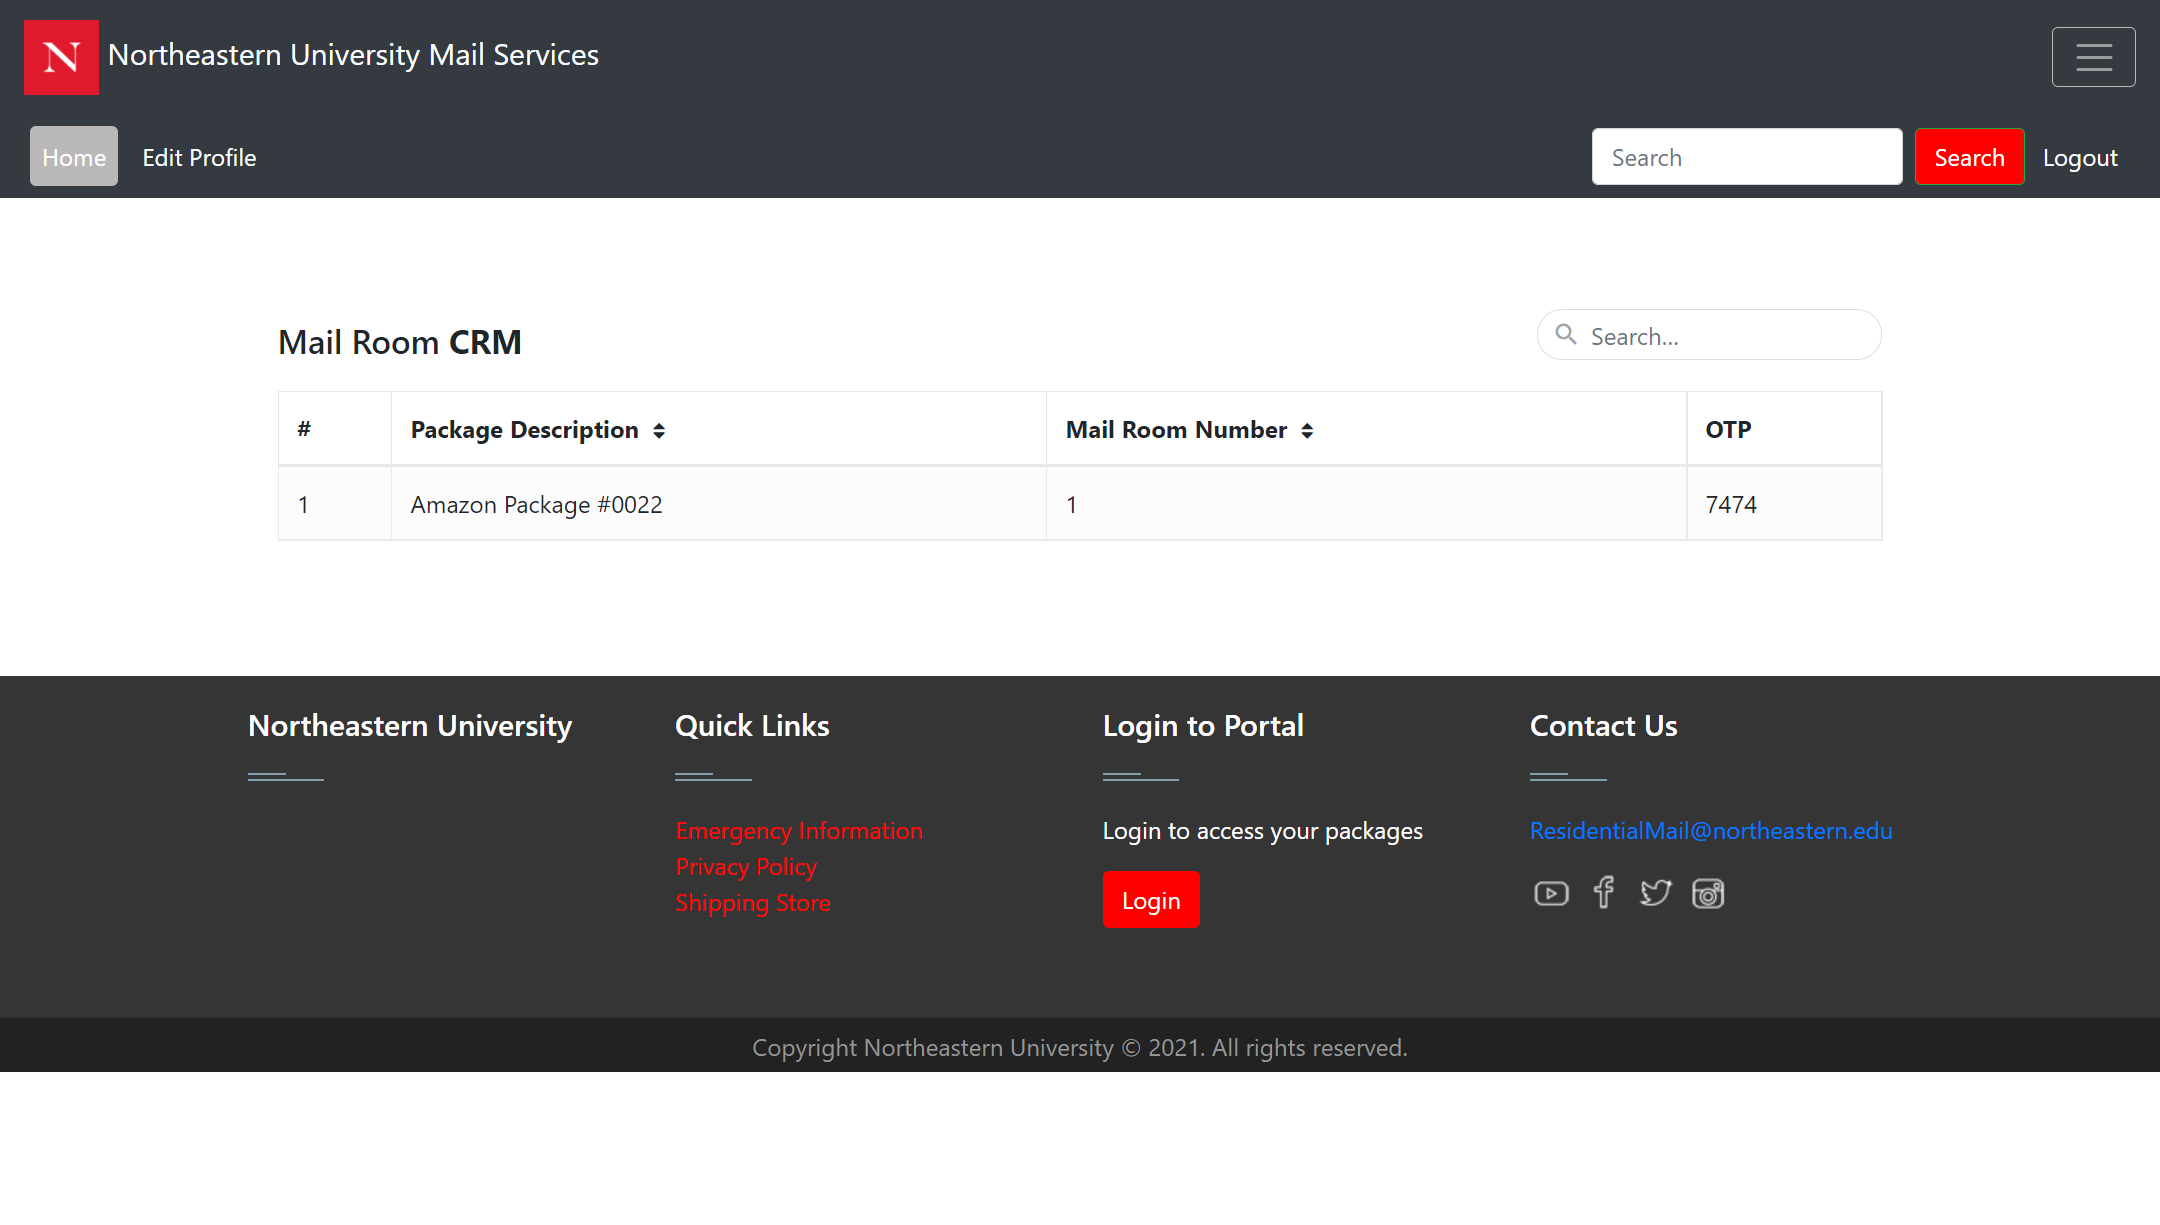 N Northeastern University Mail Services
Home Edit Profile Search Search Logout
Mail Room CRM Search...
# Package Description Mail Room Number OTP
1 Amazon Package #0022 1 7474
Northeastern University Quick Links Login to Portal Contact Us
Emergency Information Login to access your packages ResidentialMail@northeastern.edu
Privacy Policy
Shipping Store Login
Copyright Northeastern University © 2021. All rights reserved.